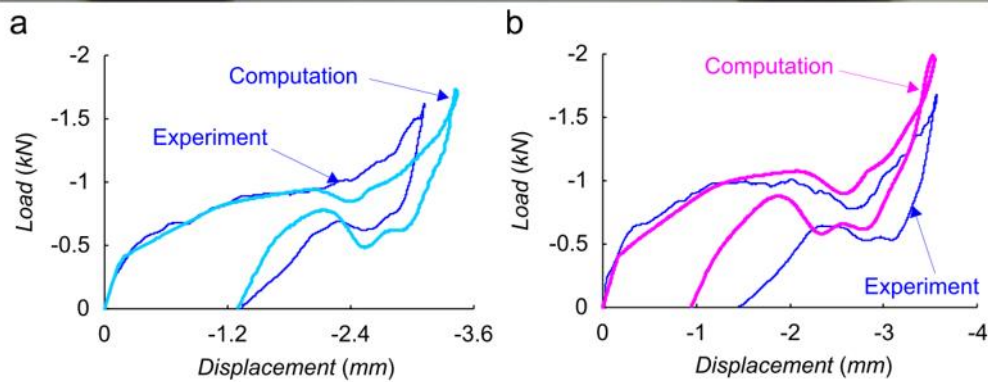 a
b
-2
-1.5
-1
-0.5
0
Load (kN)
Computation
Experiment
0
-1.2
-2.4
-3.6
Displacement (mm)
-2
-1.5
-1
-0.5
0
Load (kN)
Computation
Experiment
0
-1
-2
-3
-4
Displacement (mm)